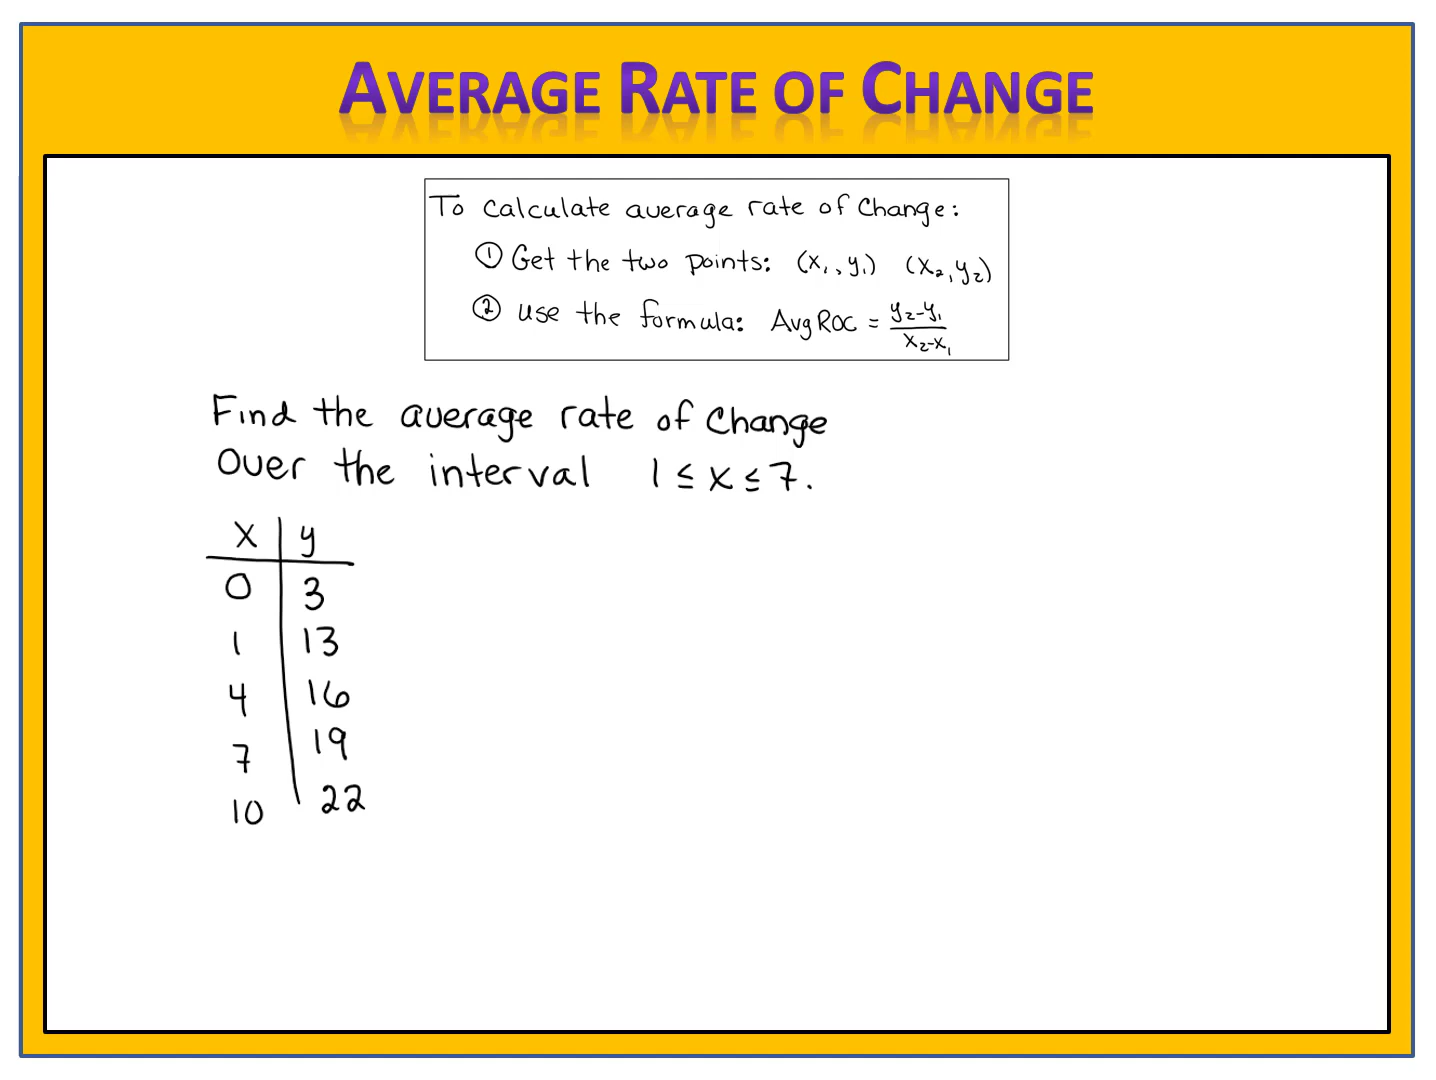 AVERAGE RATE OF CHANGE
To calculate average rate of change:
① Get the two points: (x₁, y₁) (x₂, y₂)
② Use the formula: Avg ROC = y₂-y₁ / x₂-x₁
Find the average rate of change
Over the interval 1 ≤ x ≤ 7.
x y
0 3
1 13
4 16
7 19
10 22